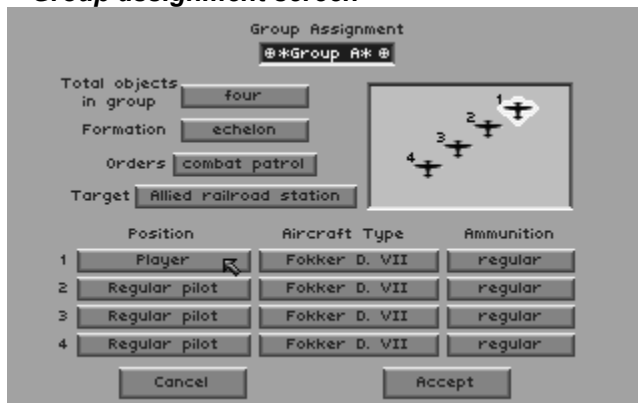 Group assignment screen
Group Assignment
⊕*Group A* ⊕
Total objects in group four
Formation echelon
Orders combat patrol
Target Allied railroad station
1
2
3
4
Position Aircraft Type Ammunition
1 Player Fokker D. VII regular
2 Regular pilot Fokker D. VII regular
3 Regular pilot Fokker D. VII regular
4 Regular pilot Fokker D. VII regular
Cancel Accept